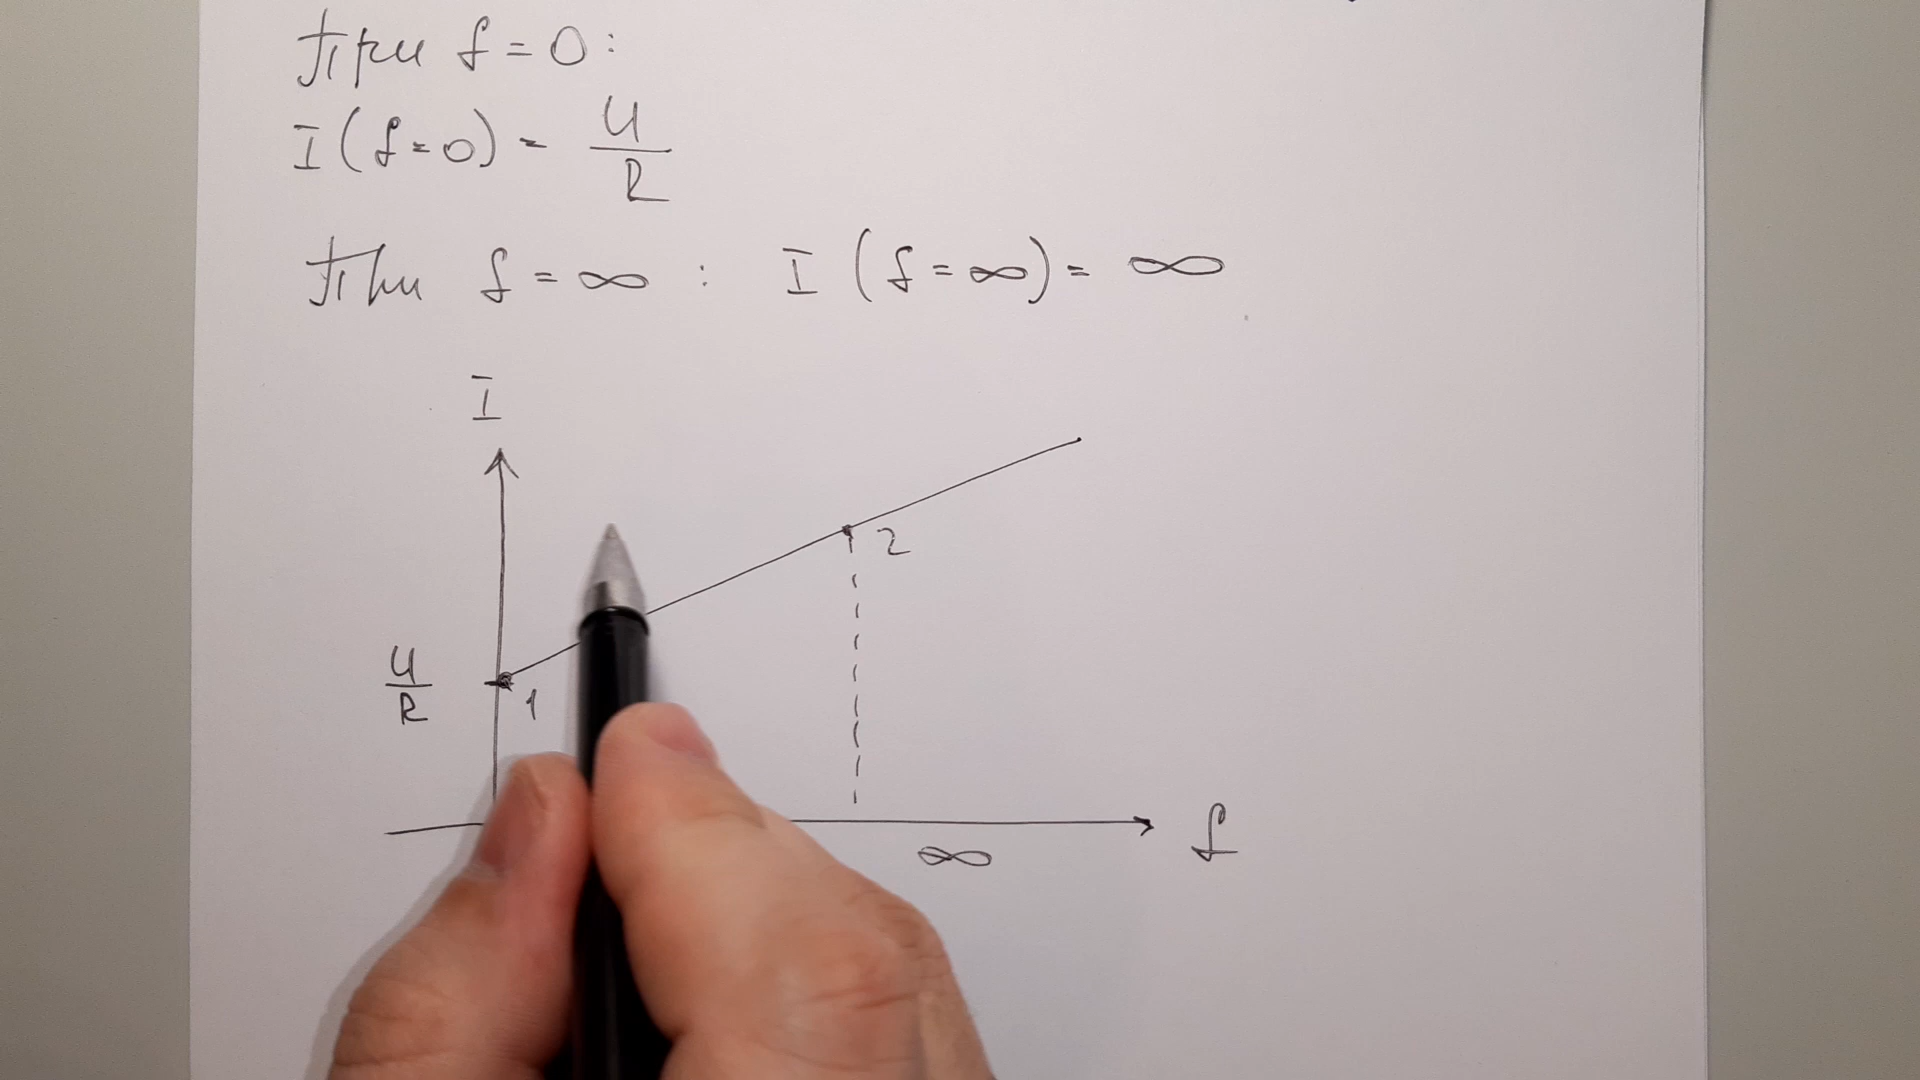 При f = 0 :
I ( f = 0 ) = U / R
При f = ∞ : I ( f = ∞ ) = ∞
I
2
U / R
1
f
∞